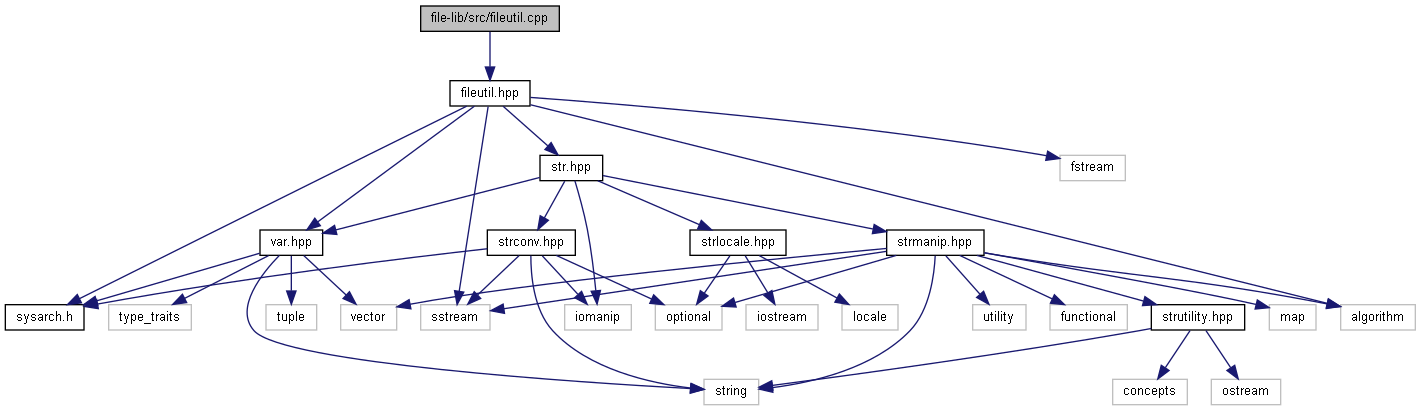 file-lib/src/fileutil.cpp
fileutil.hpp
str.hpp
fstream
var.hpp
strconv.hpp
strlocale.hpp
strmanip.hpp
sysarch.h
type_traits
tuple
vector
sstream
iomanip
optional
iostream
locale
utility
functional
strutility.hpp
map
algorithm
string
concepts
ostream